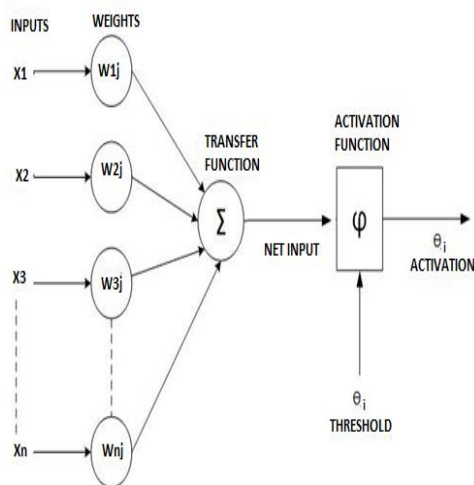 INPUTS
WEIGHTS
X1
W1j
X2
W2j
X3
W3j
Xn
Wnj
TRANSFER
FUNCTION
Σ
NET INPUT
ACTIVATION
FUNCTION
φ
θi
ACTIVATION
θi
THRESHOLD